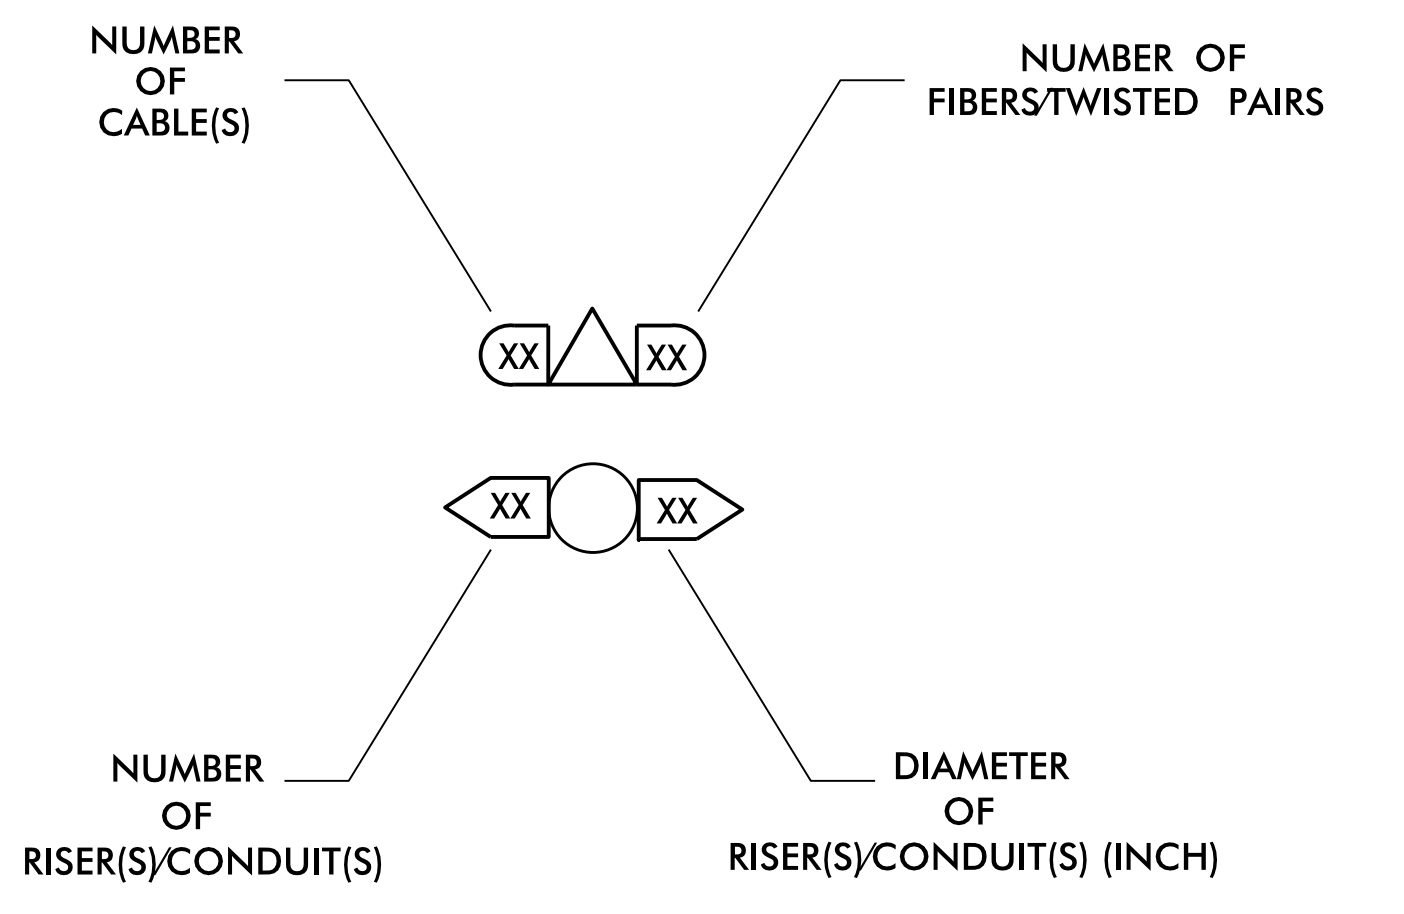 NUMBER
OF
CABLE(S)
NUMBER OF
FIBERS/TWISTED PAIRS
XX
XX
XX
XX
NUMBER
OF
RISER(S)/CONDUIT(S)
DIAMETER
OF
RISER(S)/CONDUIT(S) (INCH)